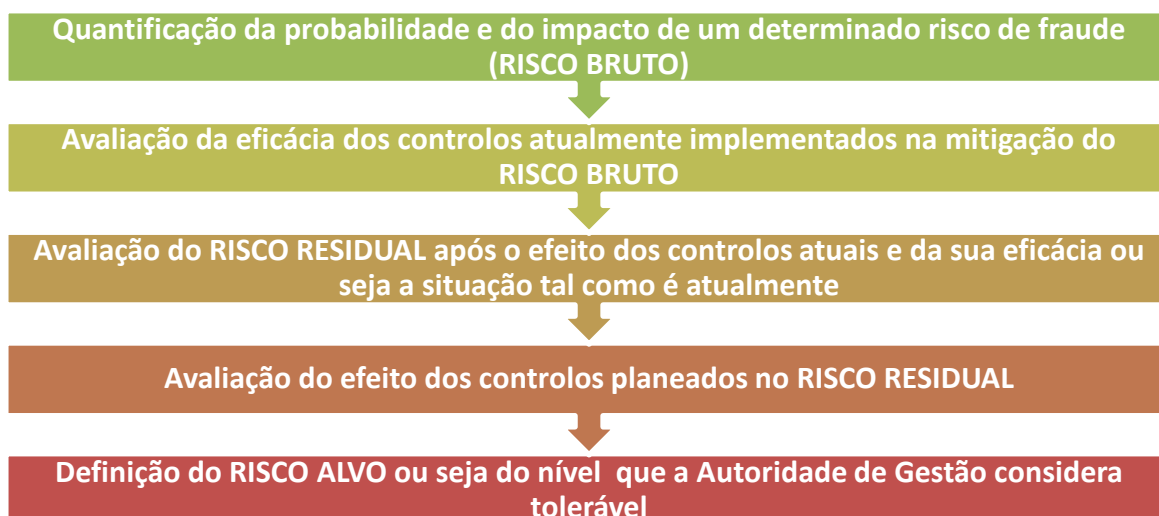 Quantificação da probabilidade e do impacto de um determinado risco de fraude
(RISCO BRUTO)
Avaliação da eficácia dos controlos atualmente implementados na mitigação do
RISCO BRUTO
Avaliação do RISCO RESIDUAL após o efeito dos controlos atuais e da sua eficácia ou
seja a situação tal como é atualmente
Avaliação do efeito dos controlos planeados no RISCO RESIDUAL
Definição do RISCO ALVO ou seja do nível  que a Autoridade de Gestão considera
tolerável